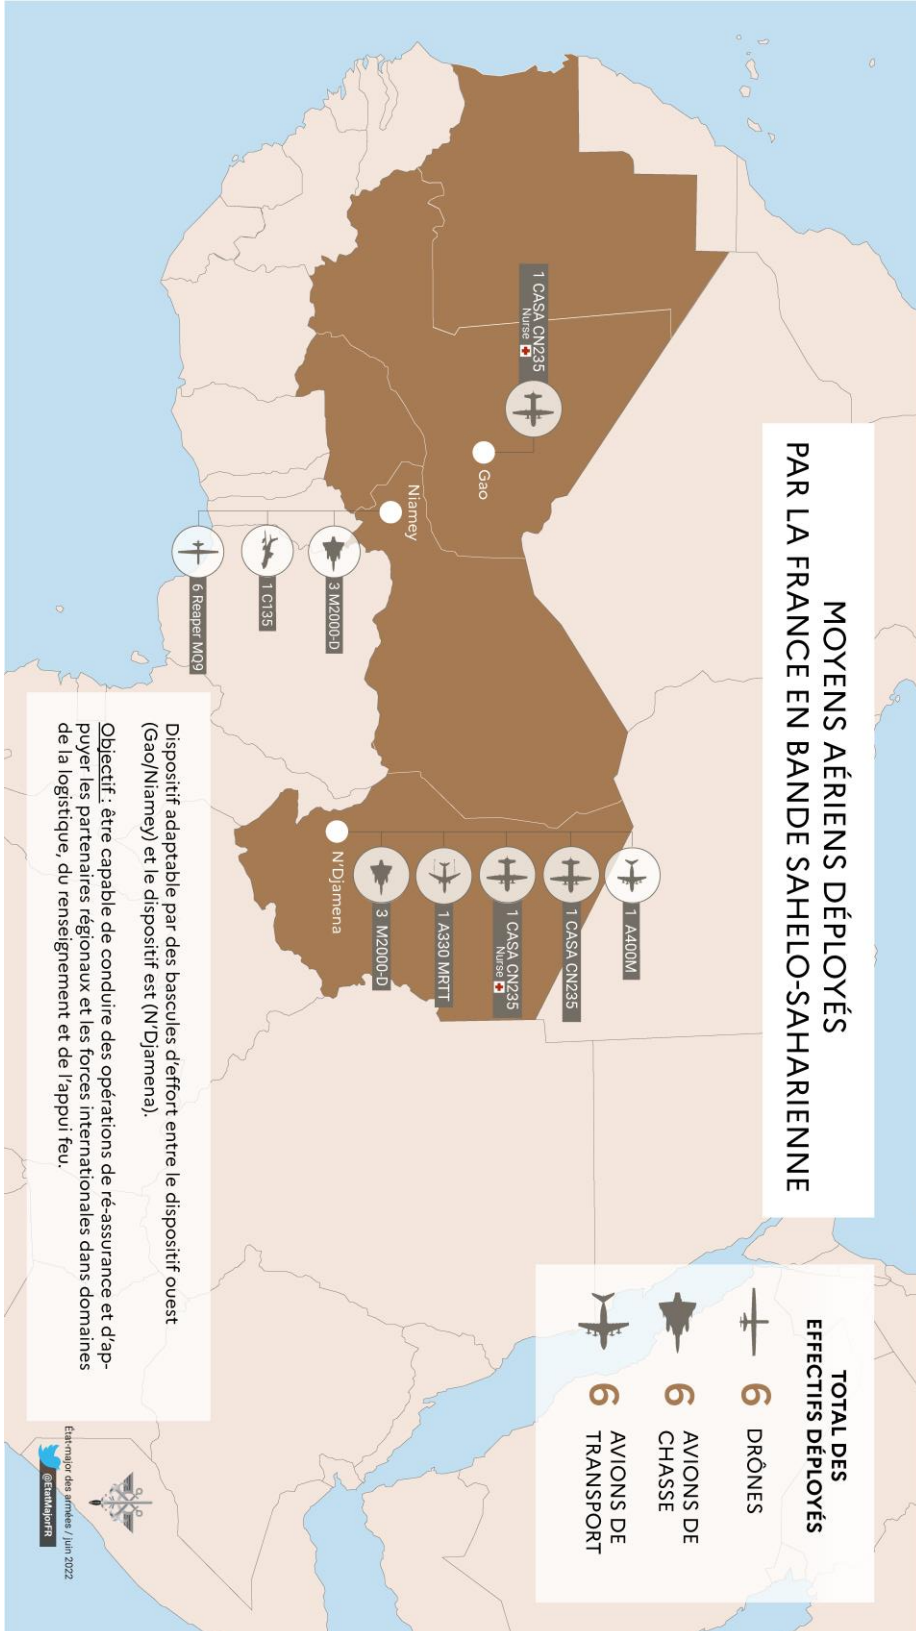 MOYENS AÉRIENS DÉPLOYÉS
PAR LA FRANCE EN BANDE SAHELO-SAHARIENNE
TOTAL DES
EFFECTIFS DÉPLOYÉS
6 DRÔNES
6 AVIONS DE
CHASSE
6 AVIONS DE
TRANSPORT
1 CASA CN235
Nurse
Gao
Niamey
3 M2000-D
1 C135
6 Reaper MQ9
1 A400M
1 CASA CN235
1 CASA CN235
Nurse
1 A330 MRTT
3 M2000-D
N'Djamena
Dispositif adaptable par des bascules d'effort entre le dispositif ouest
(Gao/Niamey) et le dispositif est (N'Djamena).
Objectif : être capable de conduire des opérations de ré-assurance et d'ap-
puyer les partenaires régionaux et les forces internationales dans domaines
de la logistique, du renseignement et de l'appui feu.
État-major des armées / juin 2022
@EtatMajorFR